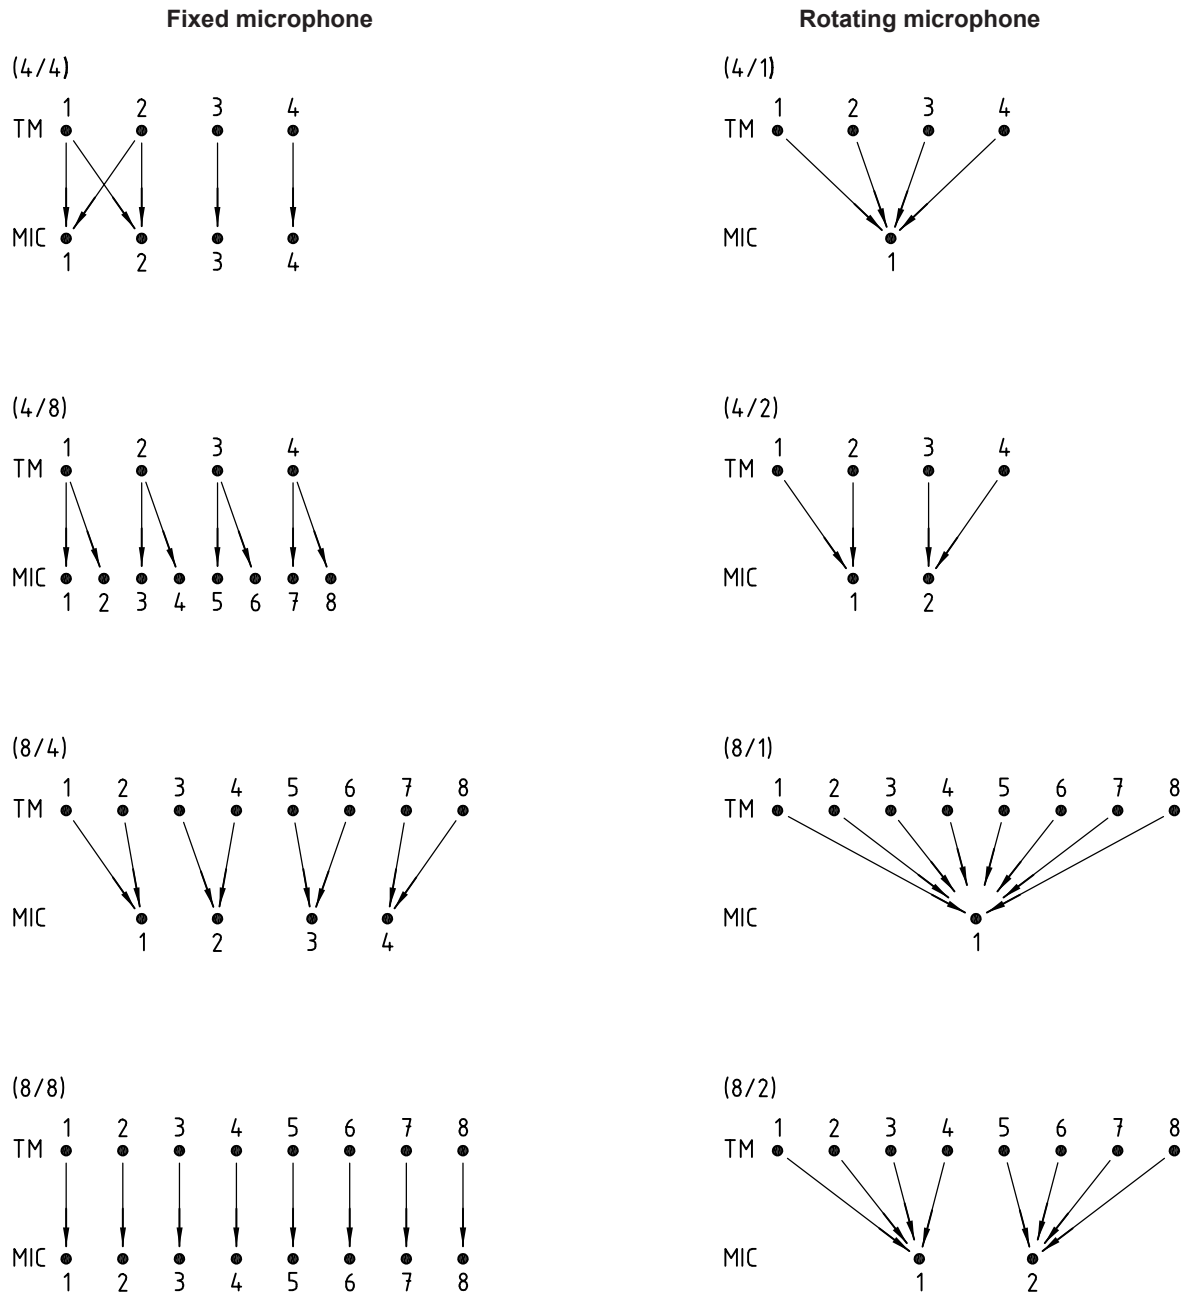 Fixed microphone
(4/4)
1 2 3 4
TM
MIC
1 2 3 4
(4/8)
1 2 3 4
TM
MIC
1 2 3 4 5 6 7 8
(8/4)
1 2 3 4 5 6 7 8
TM
MIC
1 2 3 4
(8/8)
1 2 3 4 5 6 7 8
TM
MIC
1 2 3 4 5 6 7 8
Rotating microphone
(4/1)
1 2 3 4
TM
MIC
1
(4/2)
1 2 3 4
TM
MIC
1 2
(8/1)
1 2 3 4 5 6 7 8
TM
MIC
1
(8/2)
1 2 3 4 5 6 7 8
TM
MIC
1 2